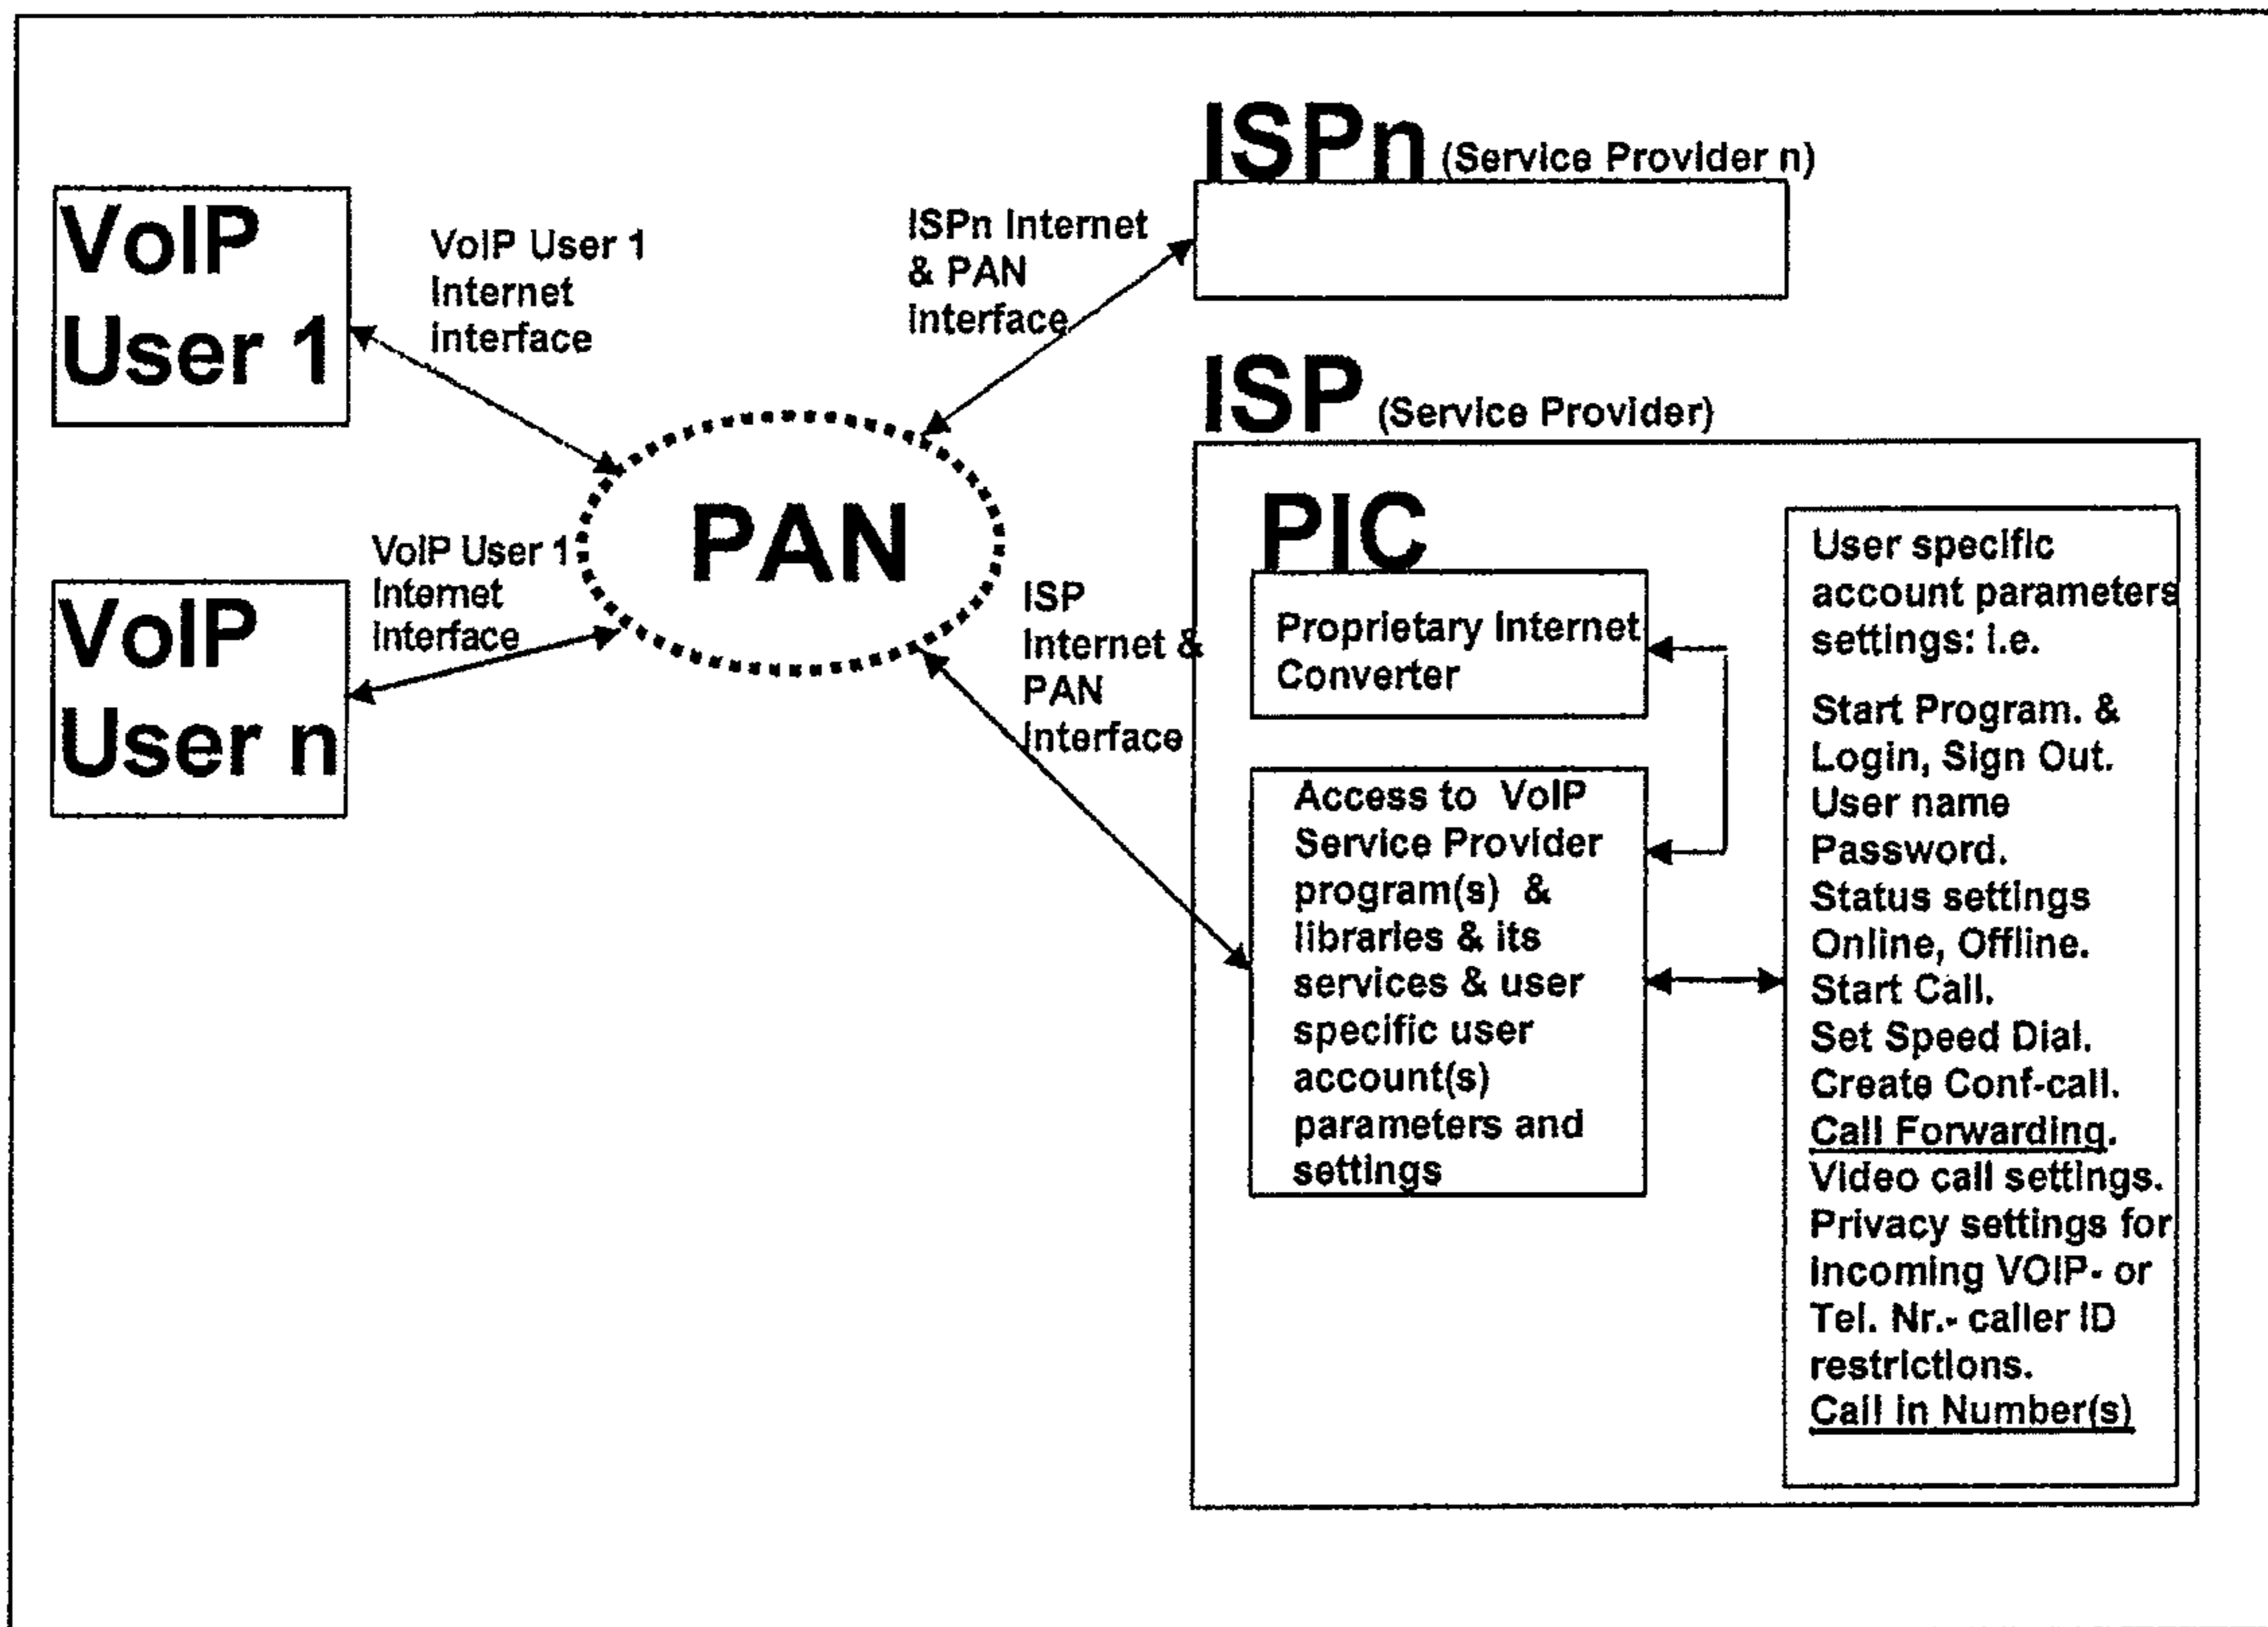 VoIP
User 1
VoIP User 1
Internet
interface
ISPn Internet
& PAN
Interface
ISPn (Service Provider n)
ISP (Service Provider)
PAN
VoIP
User n
VoIP User 1
Internet
Interface
ISP
Internet &
PAN
Interface
PIC
Proprietary Internet
Converter
Access to VoIP
Service Provider
program(s) &
libraries & its
services & user
specific user
account(s)
parameters and
settings
User specific
account parameters
settings: i.e.
Start Program. &
Login, Sign Out.
User name
Password.
Status settings
Online, Offline.
Start Call.
Set Speed Dial.
Create Conf-call.
Call Forwarding.
Video call settings.
Privacy settings for
incoming VOIP- or
Tel. Nr.- caller ID
restrictions.
Call in Number(s)